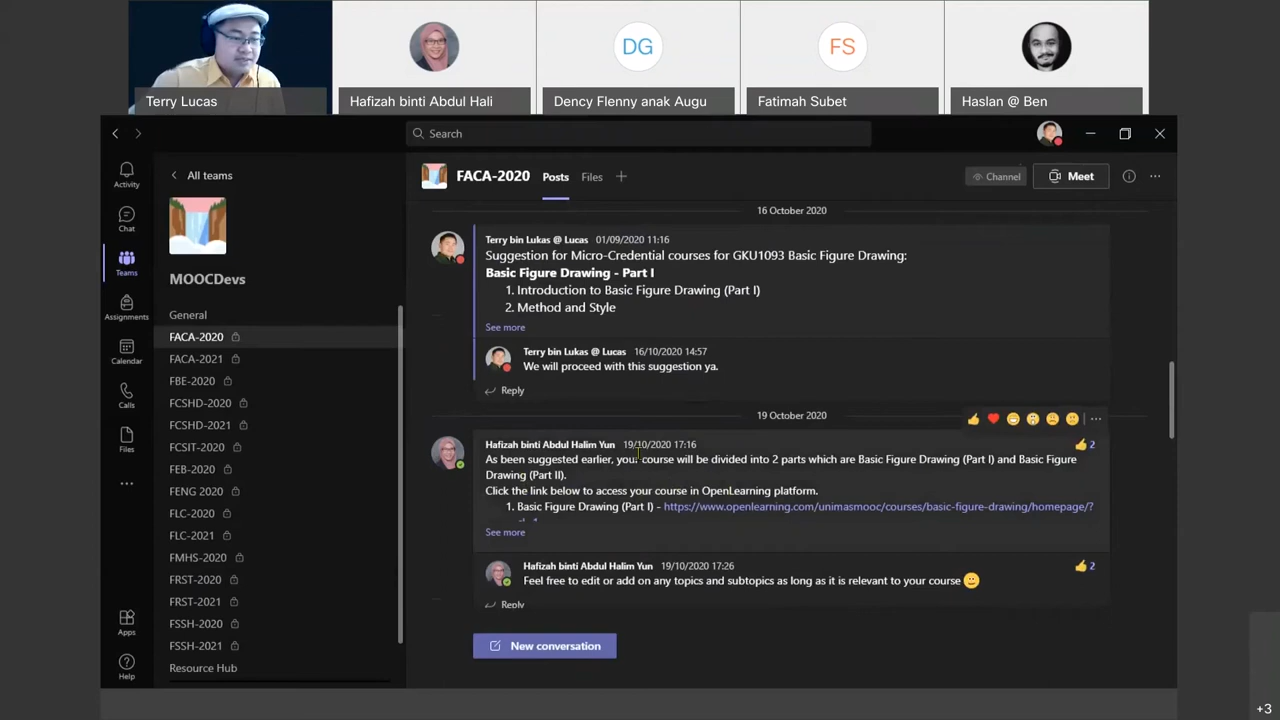 DG
FS
Terry Lucas
Hafizah binti Abdul Hali
Dency Flenny anak Augu
Fatimah Subet
Haslan @ Ben
Search
Activity
Chat
Teams
Assignments
Calendar
Calls
Files
Apps
Help
All teams
MOOCDevs
General
FACA-2020
FACA-2021
FBE-2020
FCSHD-2020
FCSHD-2021
FCSIT-2020
FEB-2020
FENG 2020
FLC-2020
FLC-2021
FMHS-2020
FRST-2020
FRST-2021
FSSH-2020
FSSH-2021
Resource Hub
FACA-2020 Posts Files
Channel
Meet
16 October 2020
Terry bin Lukas @ Lucas 01/09/2020 11:16
Suggestion for Micro-Credential courses for GKU1093 Basic Figure Drawing:
Basic Figure Drawing - Part I
1. Introduction to Basic Figure Drawing (Part I)
2. Method and Style
See more
Terry bin Lukas @ Lucas 16/10/2020 14:57
We will proceed with this suggestion ya.
Reply
19 October 2020
Hafizah binti Abdul Halim Yun 19/10/2020 17:16
2
As been suggested earlier, your course will be divided into 2 parts which are Basic Figure Drawing (Part I) and Basic Figure
Drawing (Part II).
Click the link below to access your course in OpenLearning platform.
1. Basic Figure Drawing (Part I) - https://www.openlearning.com/unimasmooc/courses/basic-figure-drawing/homepage/?
See more
Hafizah binti Abdul Halim Yun 19/10/2020 17:26
2
Feel free to edit or add on any topics and subtopics as long as it is relevant to your course
Reply
New conversation
+3